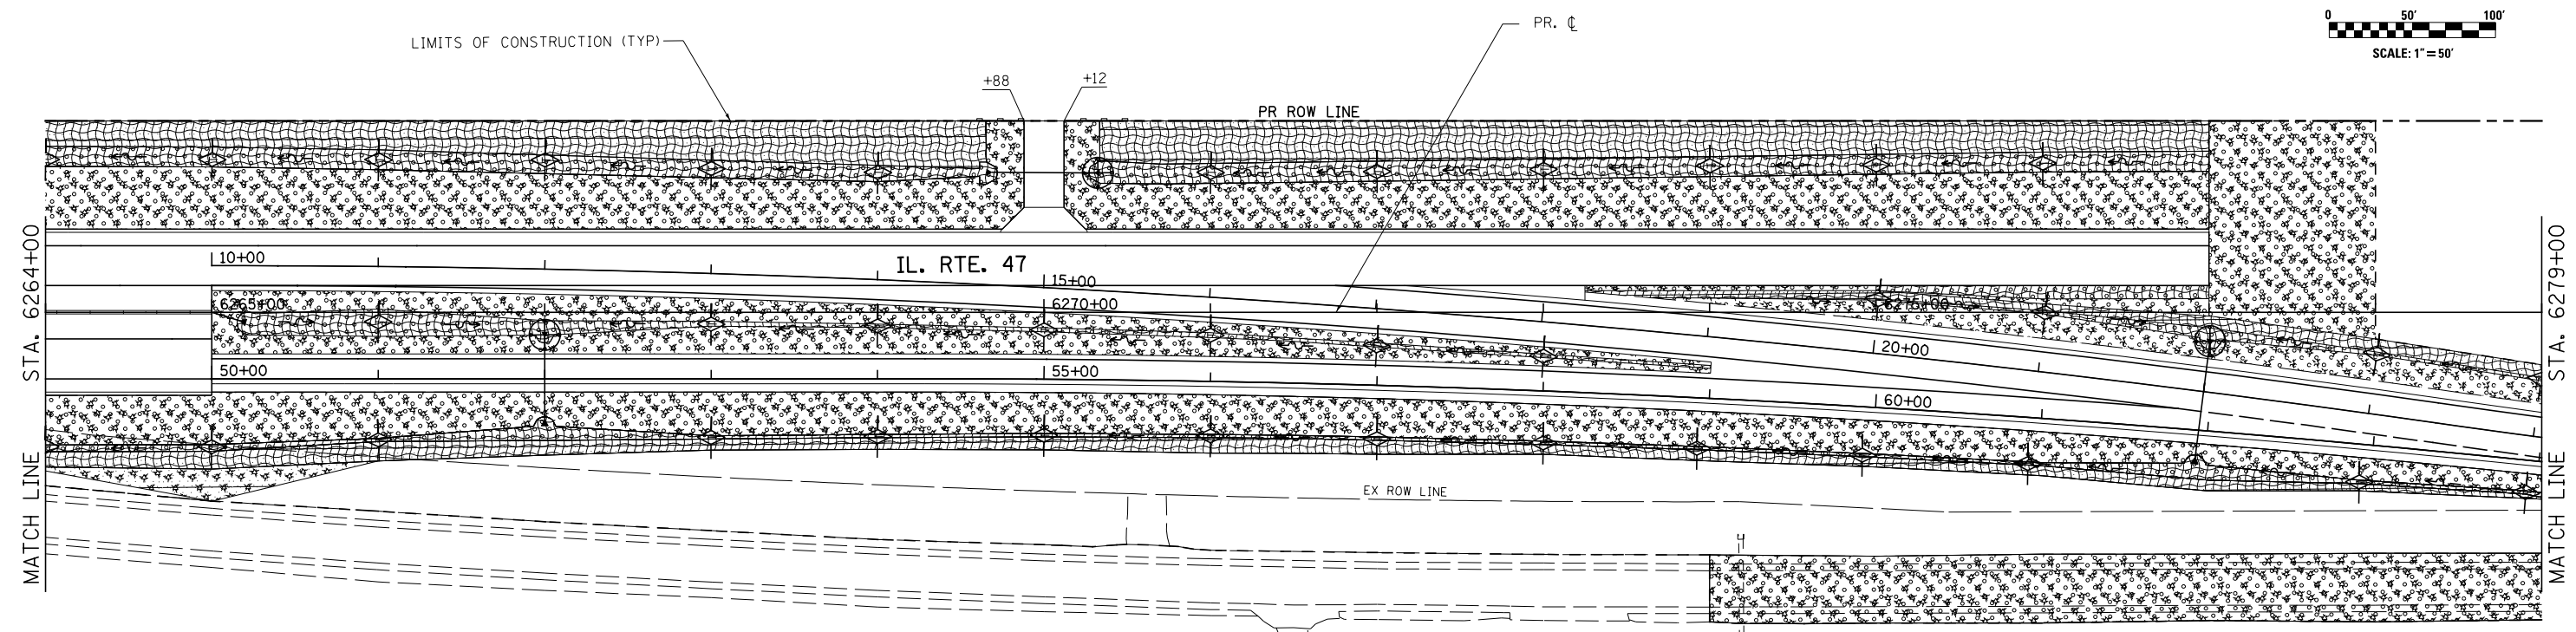 0 50' 100'
SCALE: 1" = 50'
PR. ℄
LIMITS OF CONSTRUCTION (TYP)
+88
+12
PR ROW LINE
10+00
IL. RTE. 47
15+00
6265+00
6270+00
6275+00
20+00
50+00
55+00
60+00
EX ROW LINE
MATCH LINE STA. 6264+00
MATCH LINE STA. 6279+00